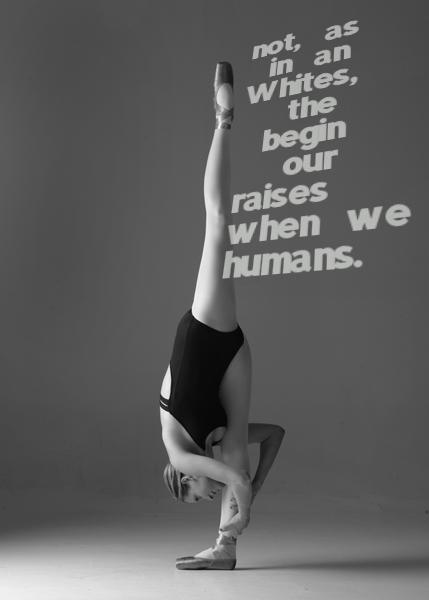 not, as
in an
Whites,
the
begin
our
raises
when we
humans.